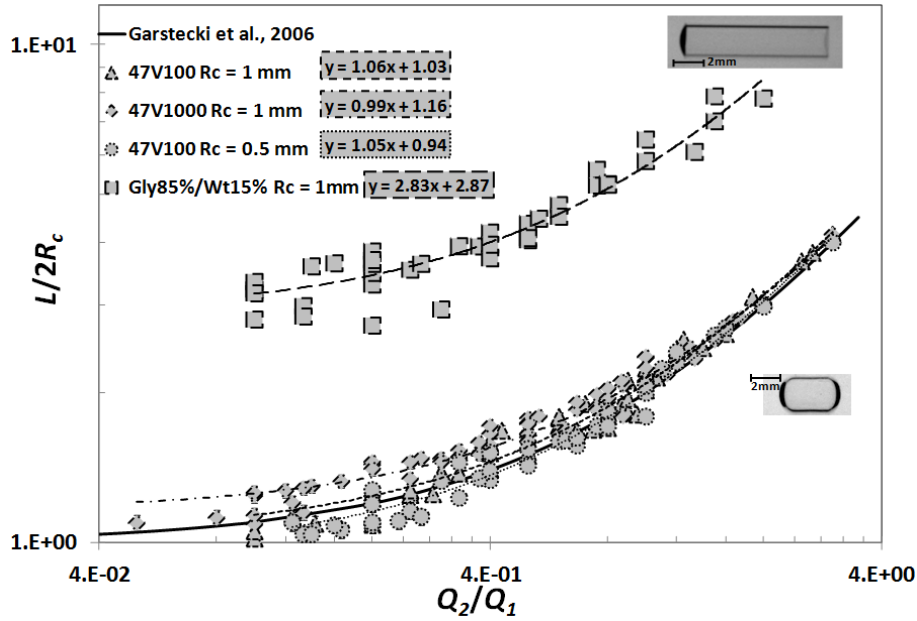 1.E+01
Garstecki et al., 2006
47V100 Rc = 1 mm y = 1.06x + 1.03
47V1000 Rc = 1 mm y = 0.99x + 1.16
47V100 Rc = 0.5 mm y = 1.05x + 0.94
Gly85%/Wt15% Rc = 1mm y = 2.83x + 2.87
2mm
L/2Rc
2mm
1.E+00
4.E-02 4.E-01 4.E+00
Q2/Q1